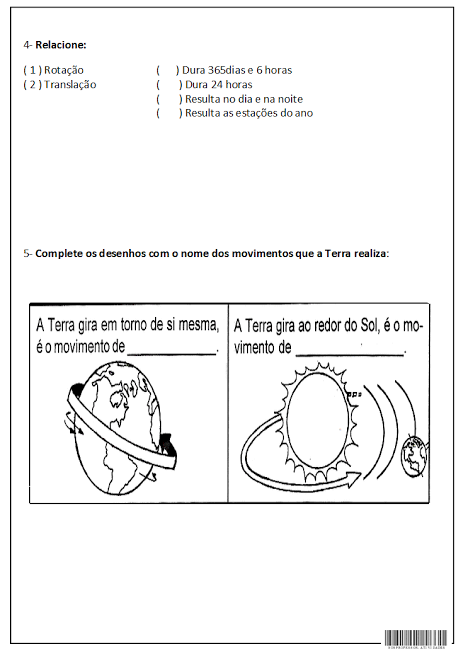 4- Relacione:
( 1 ) Rotação ( ) Dura 365dias e 6 horas
( 2 ) Translação ( ) Dura 24 horas
( ) Resulta no dia e na noite
( ) Resulta as estações do ano
5- Complete os desenhos com o nome dos movimentos que a Terra realiza:
A Terra gira em torno de si mesma,
é o movimento de ____________.
A Terra gira ao redor do Sol, é o mo-
vimento de ______________.